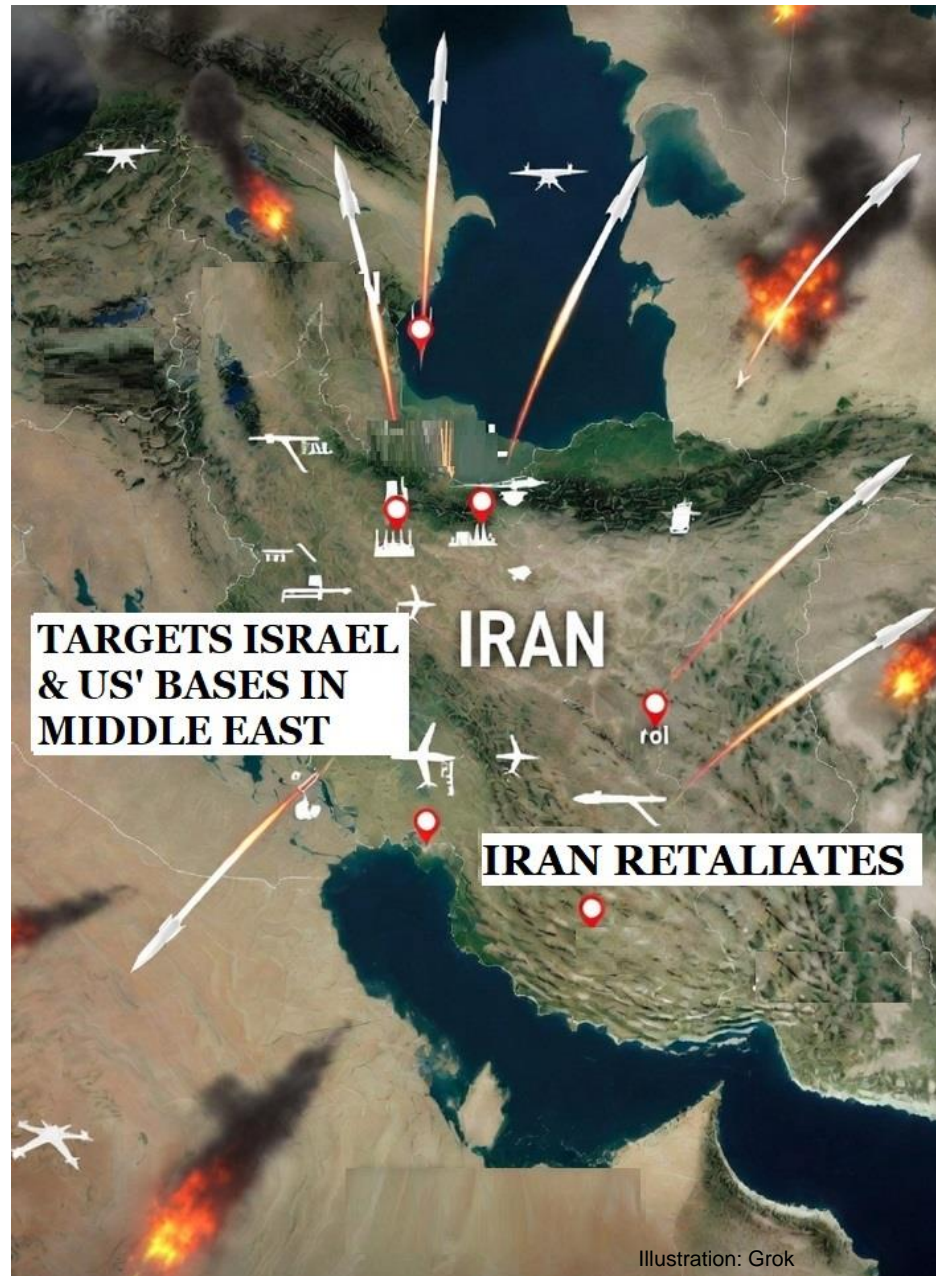 IRAN
TARGETS ISRAEL
& US' BASES IN
MIDDLE EAST
rol
IRAN RETALIATES
Illustration: Grok